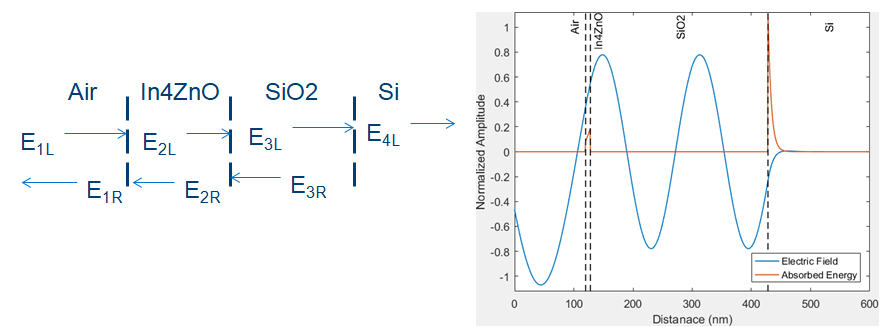 Air In4ZnO SiO2 Si
E1L E2L E3L E4L
E1R E2R E3R
Normalized Amplitude
1
0.8
0.6
0.4
0.2
0
-0.2
-0.4
-0.6
-0.8
-1
Air
In4ZnO
SiO2
Si
Electric Field
Absorbed Energy
0 100 200 300 400 500 600
Distanace (nm)